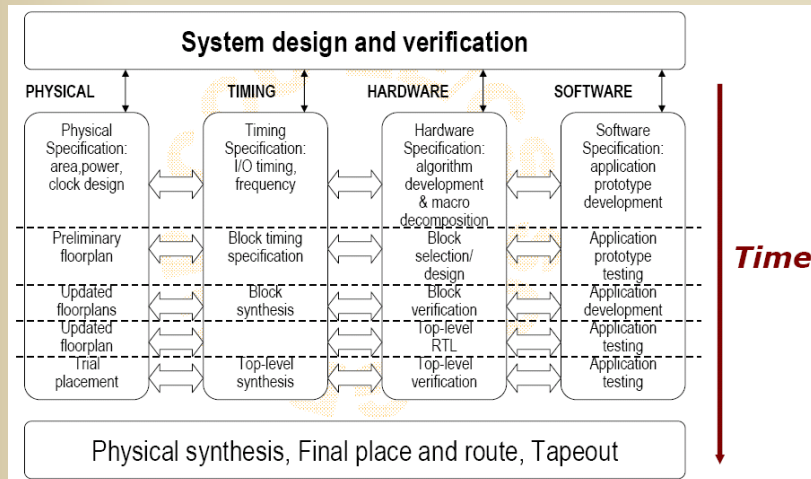 System design and verification
PHYSICAL
TIMING
HARDWARE
SOFTWARE
Physical
Specification:
area,power,
clock design
Timing
Specification:
I/O timing,
frequency
Hardware
Specification:
algorithm
development
& macro
decomposition
Software
Specification:
application
prototype
development
Preliminary
floorplan
Block timing
specification
Block
selection/
design
Application
prototype
testing
Updated
floorplans
Block
synthesis
Block
verification
Application
development
Updated
floorplan
Top-level
RTL
Application
testing
Trial
placement
Top-level
synthesis
Top-level
verification
Application
testing
Time
Physical synthesis, Final place and route, Tapeout